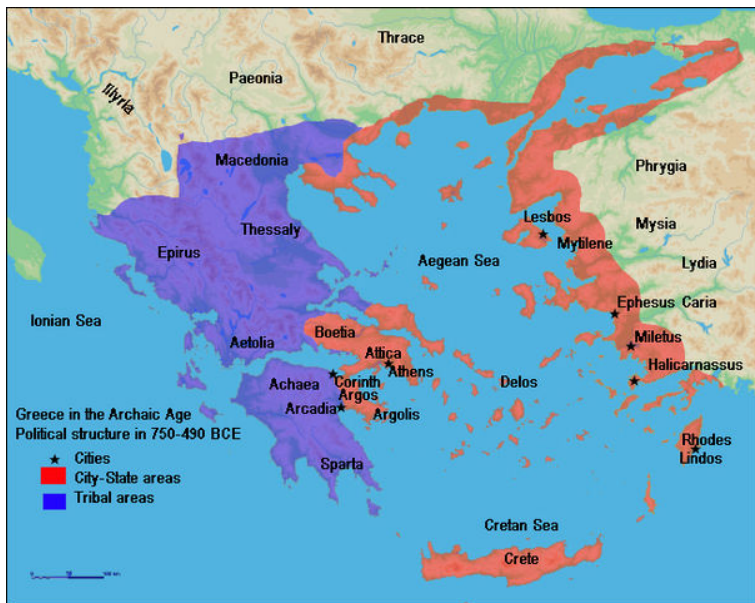 Thrace
Paeonia
Illyria
Macedonia
Phrygia
Lesbos
Mysia
Thessaly
Mytilene
Epirus
Aegean Sea
Lydia
Ephesus Caria
Ionian Sea
Boetia
Aetolia
Miletus
Attica
Athens
Halicarnassus
Achaea
Corinth
Delos
Argos
Arcadia
Argolis
Greece in the Archaic Age
Political structure in 750-490 BCE
Rhodes
Lindos
Cities
Sparta
City-State areas
Tribal areas
Cretan Sea
Crete